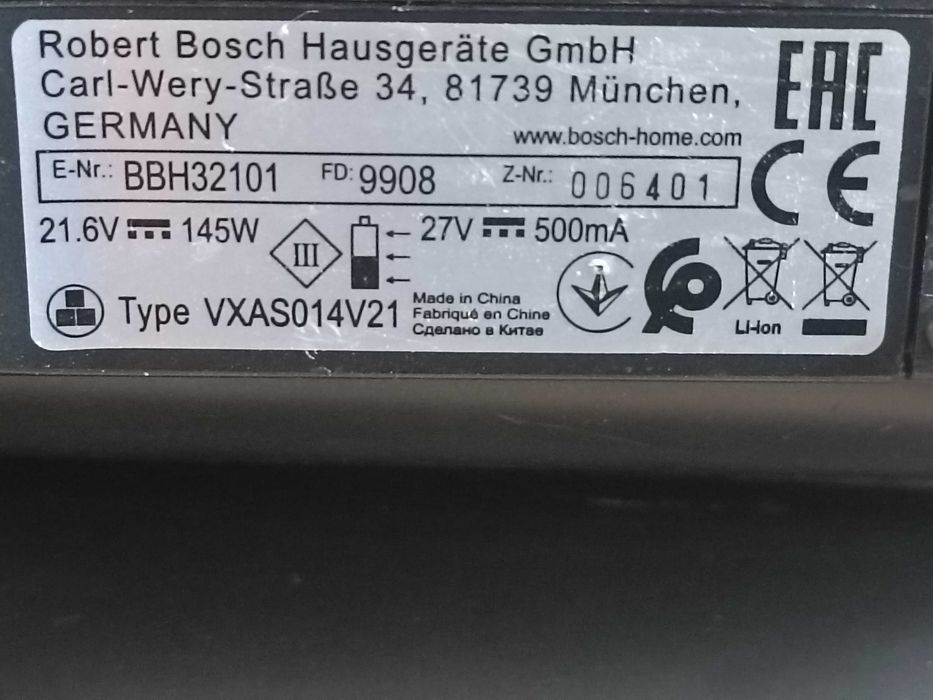 Robert Bosch Hausgeräte GmbH
Carl-Wery-Straße 34, 81739 München,
GERMANY
www.bosch-home.com
E-Nr.: BBH32101 FD: 9908 Z-Nr.: 006401
21.6V 145W III 27V 500mA
Type VXAS014V21
Made in China
Fabriqué en Chine
Сделано в Китае
Li-Ion
EAC
CE